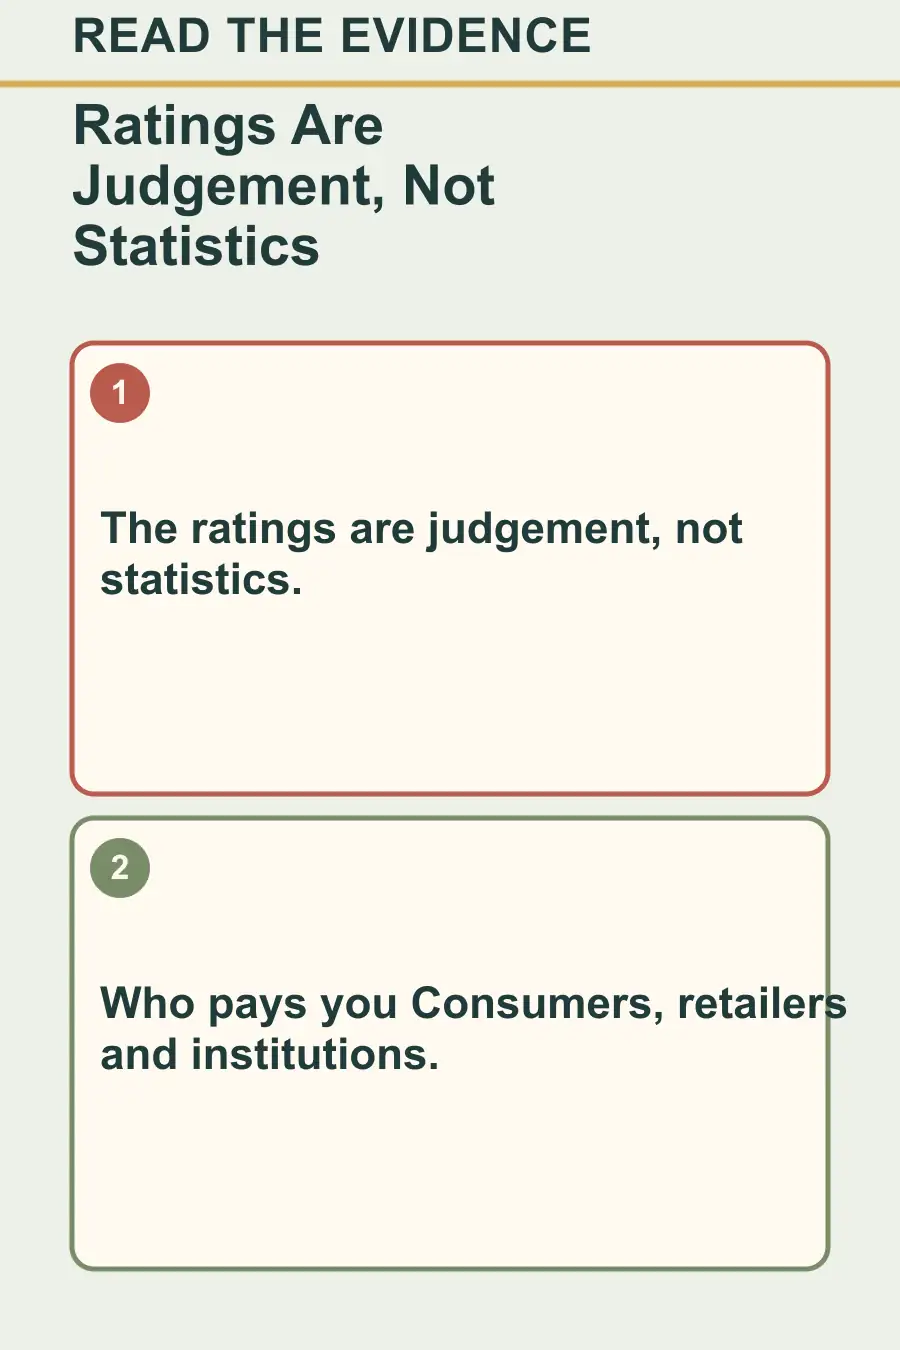 READ THE EVIDENCE
Ratings Are
Judgement, Not
Statistics
1
The ratings are judgement, not
statistics.
2
Who pays you Consumers, retailers
and institutions.